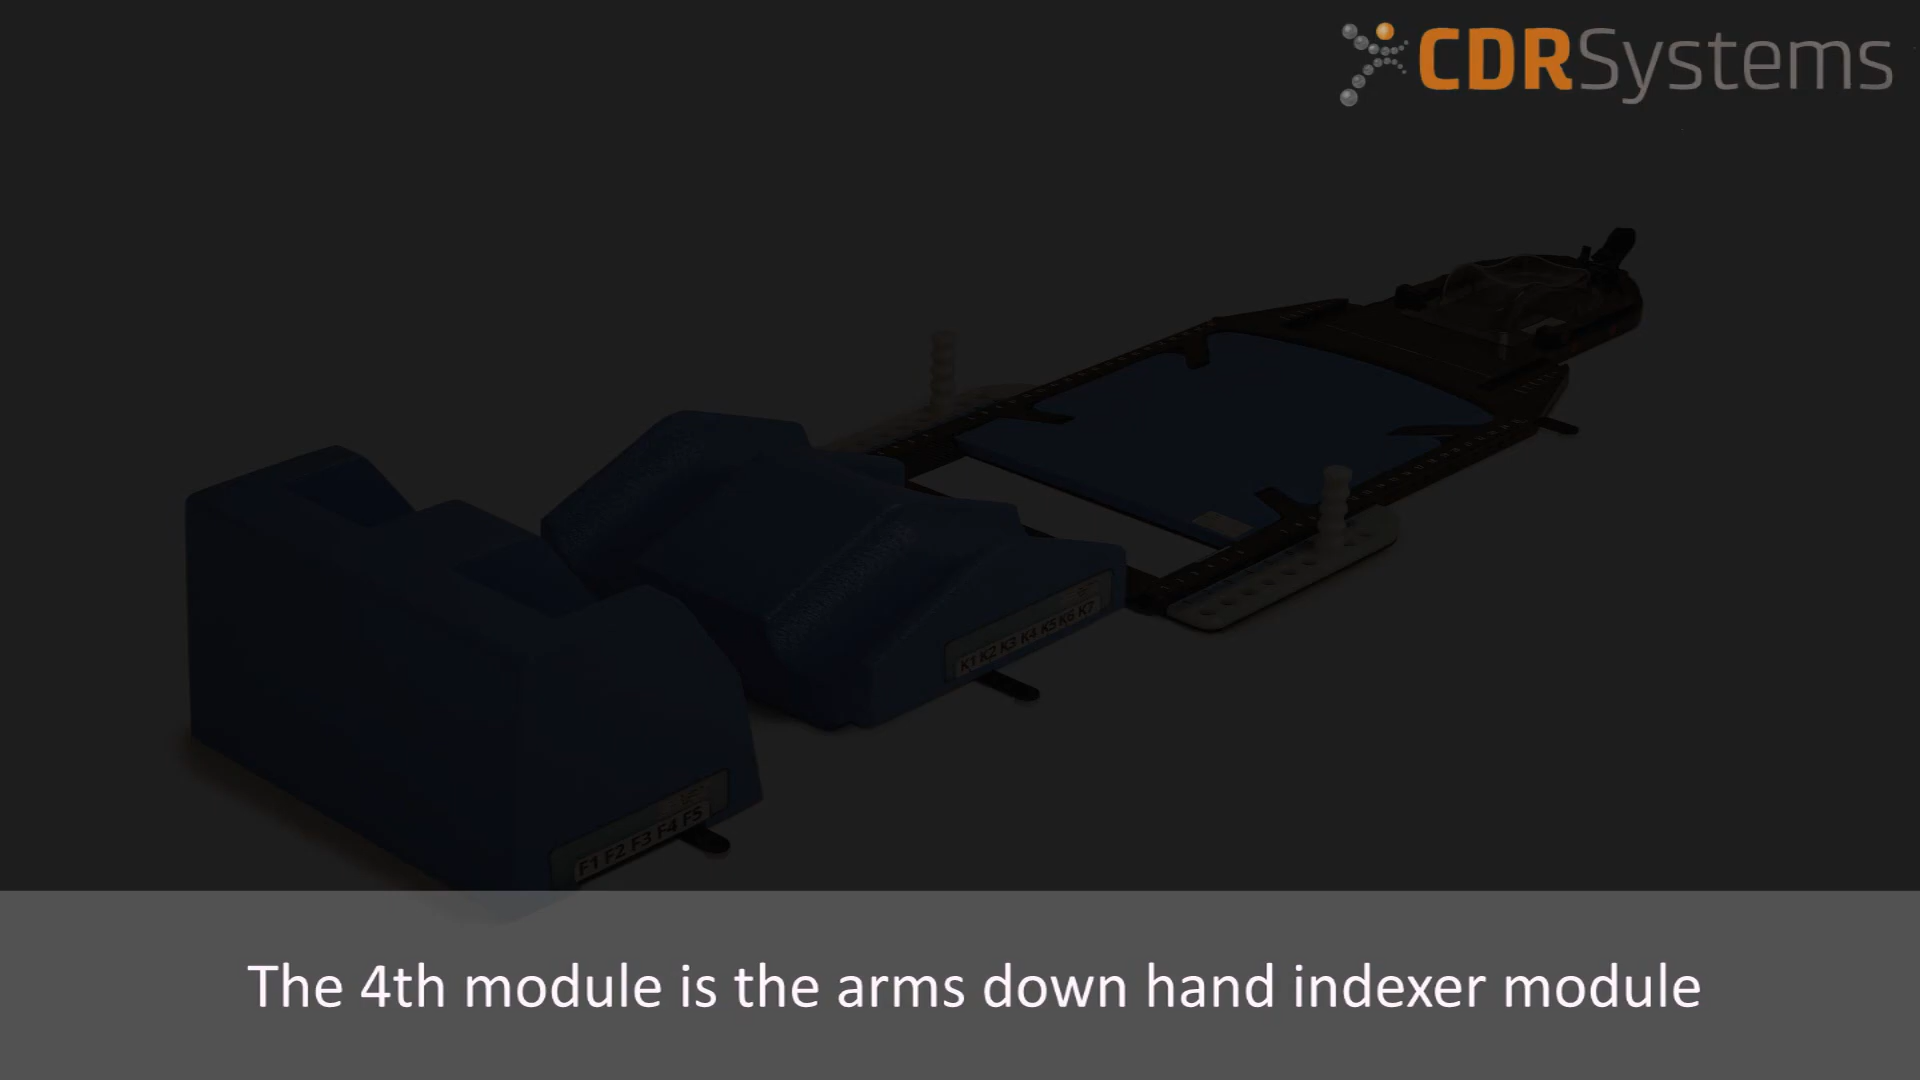 CDRSystems
K1 K2 K3 K4 K5 K6 K7
F1 F2 F3 F4 F5
The 4th module is the arms down hand indexer module